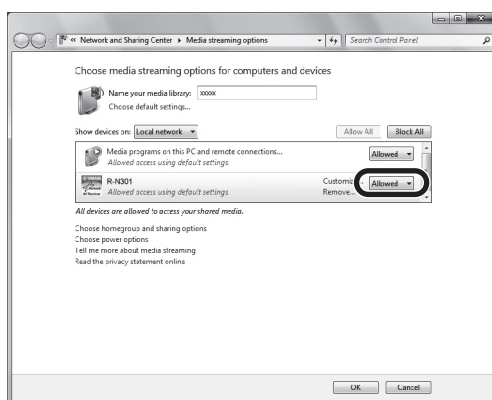 « Network and Sharing Center ▸ Media streaming options
Search Control Panel
Choose media streaming options for computers and devices
Name your media library: xxxxx
Choose default settings...
Show devices on: Local network
Allow All
Block All
Media programs on this PC and remote connections...
Allowed access using default settings.
Allowed
R-N301
Allowed access using default settings.
Customize...
Remove...
Allowed
All devices are allowed to access your shared media.
Choose homegroup and sharing options
Choose power options
Tell me more about media streaming
Read the privacy statement online
OK
Cancel